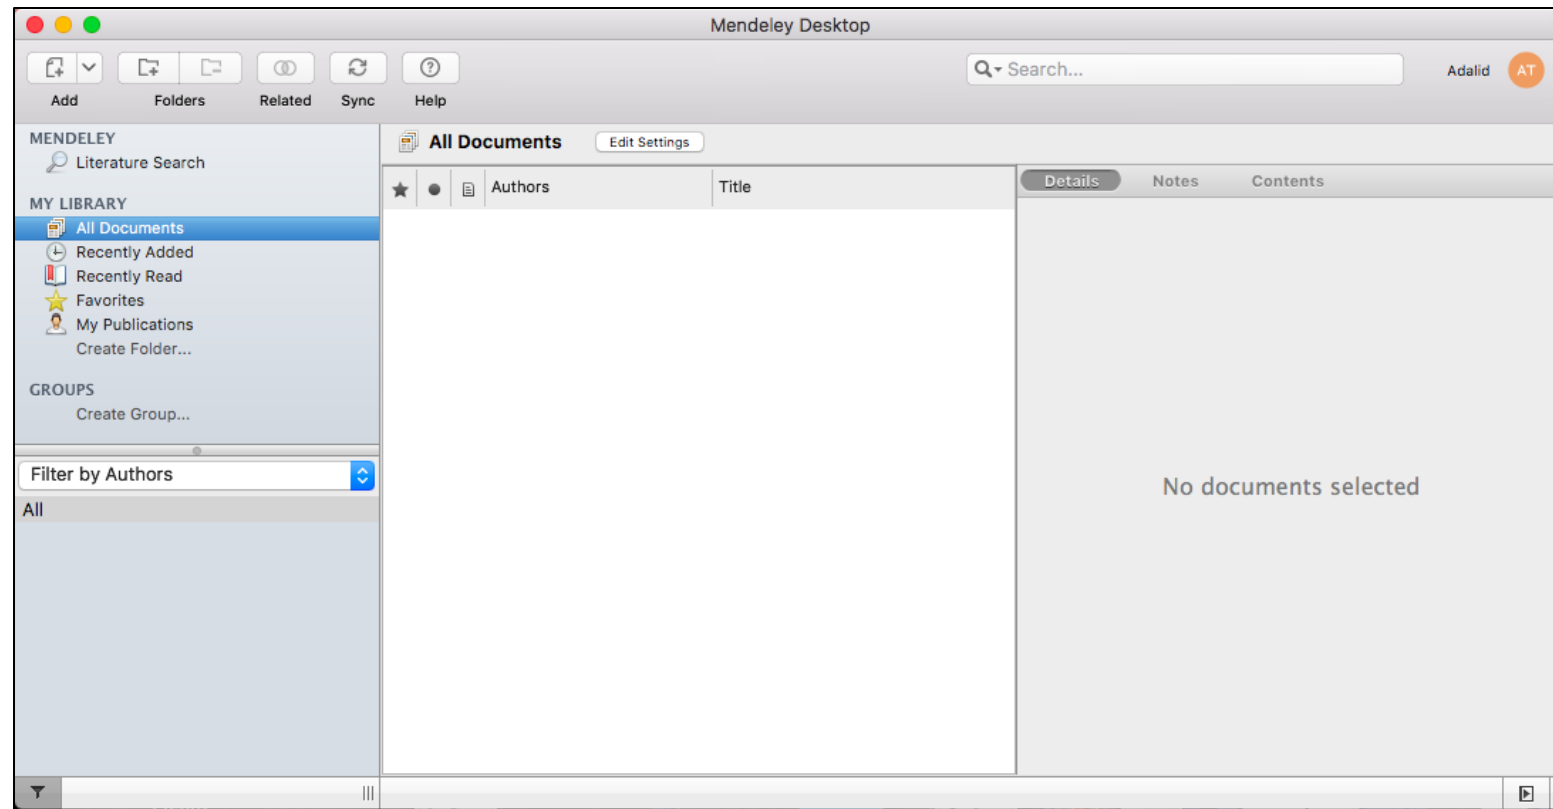 Mendeley Desktop
Search...
Adalid AT
Add Folders Related Sync Help
MENDELEY
Literature Search
MY LIBRARY
All Documents
Recently Added
Recently Read
Favorites
My Publications
Create Folder...
GROUPS
Create Group...
Filter by Authors
All
All Documents Edit Settings
Authors Title
Details Notes Contents
No documents selected